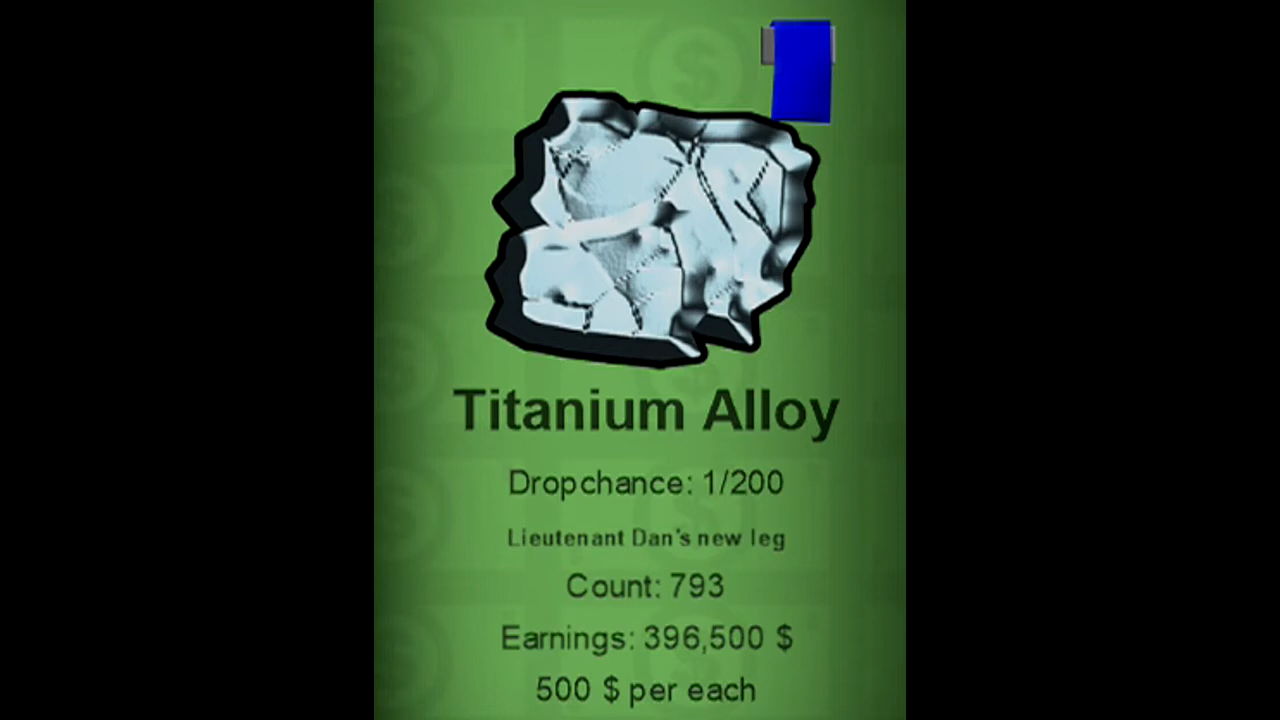 Titanium Alloy
Dropchance: 1/200
Lieutenant Dan's new leg
Count: 793
Earnings: 396,500 $
500 $ per each